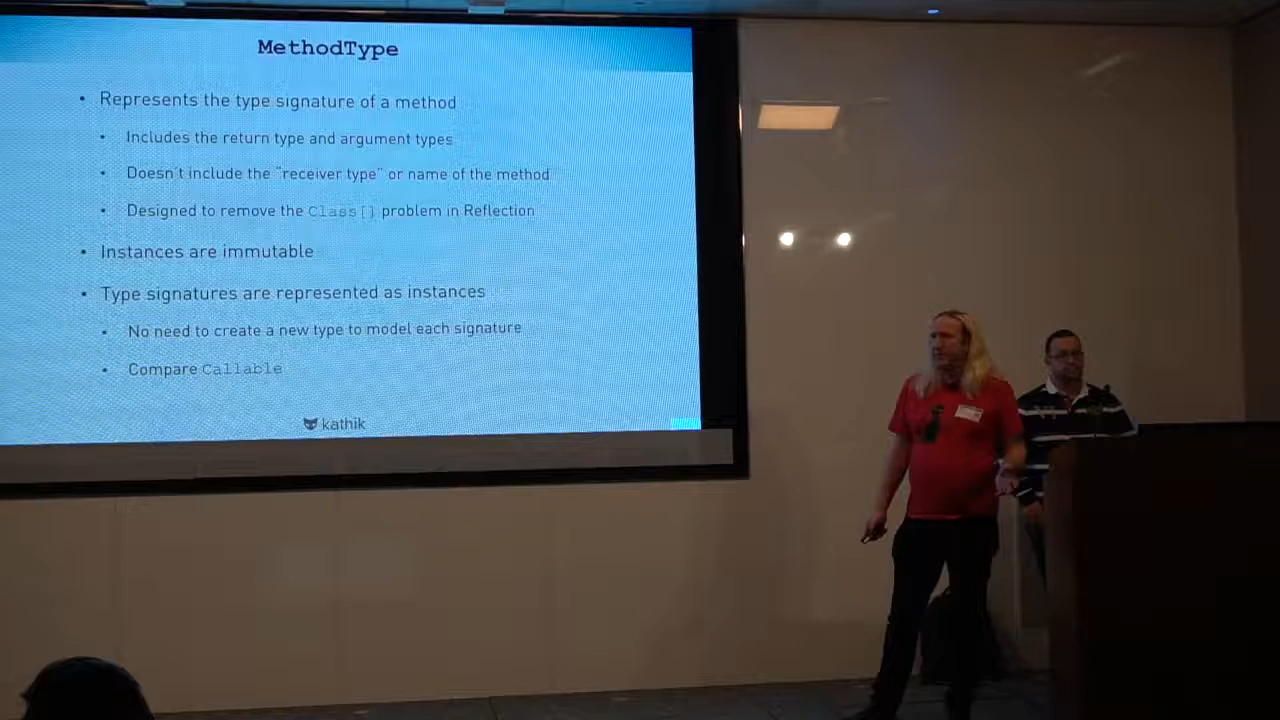 MethodType
• Represents the type signature of a method
• Includes the return type and argument types
• Doesn't include the "receiver type" or name of the method
• Designed to remove the Class[] problem in Reflection
• Instances are immutable
• Type signatures are represented as instances
• No need to create a new type to model each signature
• Compare Callable
kathik